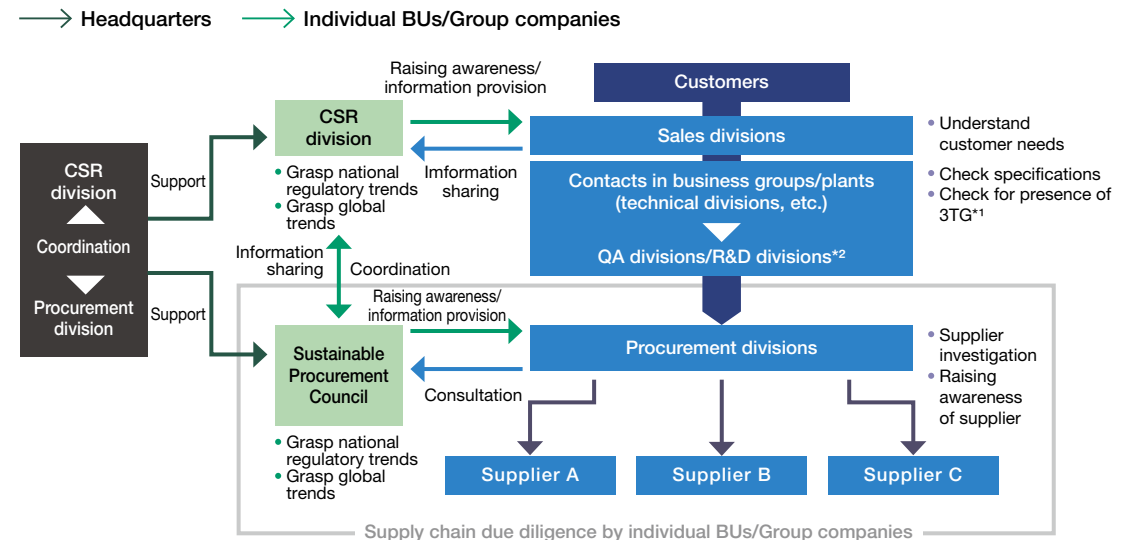 Headquarters
Individual BUs/Group companies
CSR
division
Coordination
Procurement
division
Support
Support
CSR
division
• Grasp national
regulatory trends
• Grasp global
trends
Raising awareness/
information provision
Imformation
sharing
Customers
Sales divisions
Contacts in business groups/plants
(technical divisions, etc.)
QA divisions/R&D divisions*2
• Understand
customer needs
• Check specifications
• Check for presence of
3TG*1
Information
sharing
Coordination
Raising awareness/
information provision
Sustainable
Procurement
Council
• Grasp national
regulatory trends
• Grasp global
trends
Consultation
Procurement divisions
• Supplier
investigation
• Raising
awareness
of supplier
Supplier A
Supplier B
Supplier C
Supply chain due diligence by individual BUs/Group companies